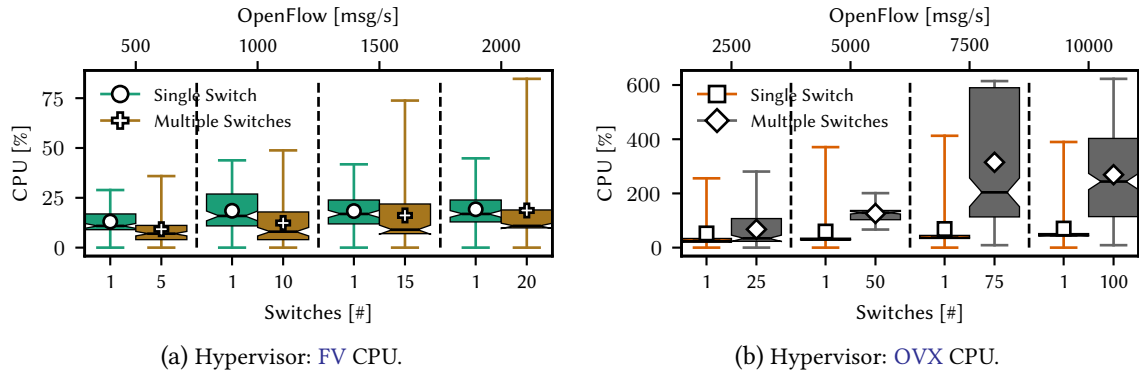 OpenFlow [msg/s]
500 1000 1500 2000
75
50
25
0
CPU [%]
Single Switch
Multiple Switches
1 5 1 10 1 15 1 20
Switches [#]
(a) Hypervisor: FV CPU.
OpenFlow [msg/s]
2500 5000 7500 10000
600
400
200
0
CPU [%]
Single Switch
Multiple Switches
1 25 1 50 1 75 1 100
Switches [#]
(b) Hypervisor: OVX CPU.